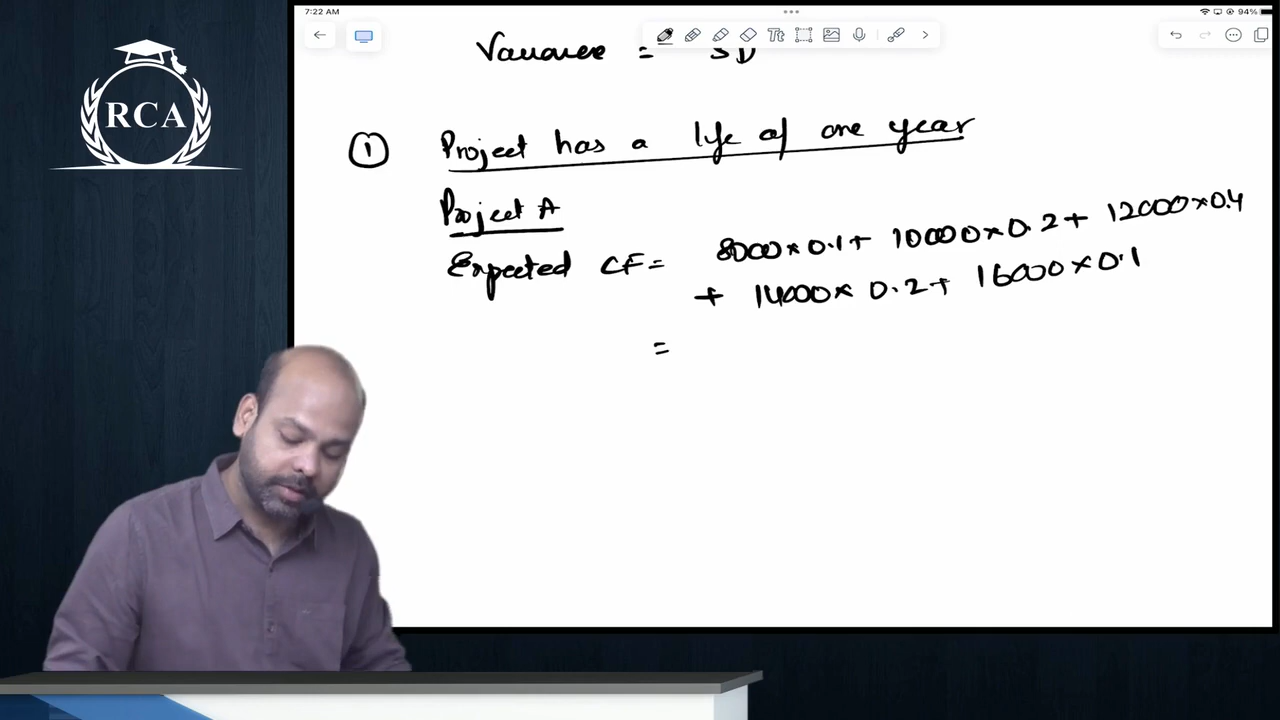 7:22 AM
94%
Tt
Variance = SD
RCA
① Project has a life of one year
Project A
Expected CF = 8000×0.1+ 10000×0.2+ 12000×0.4
+ 14000× 0.2+ 16000×0.1
=